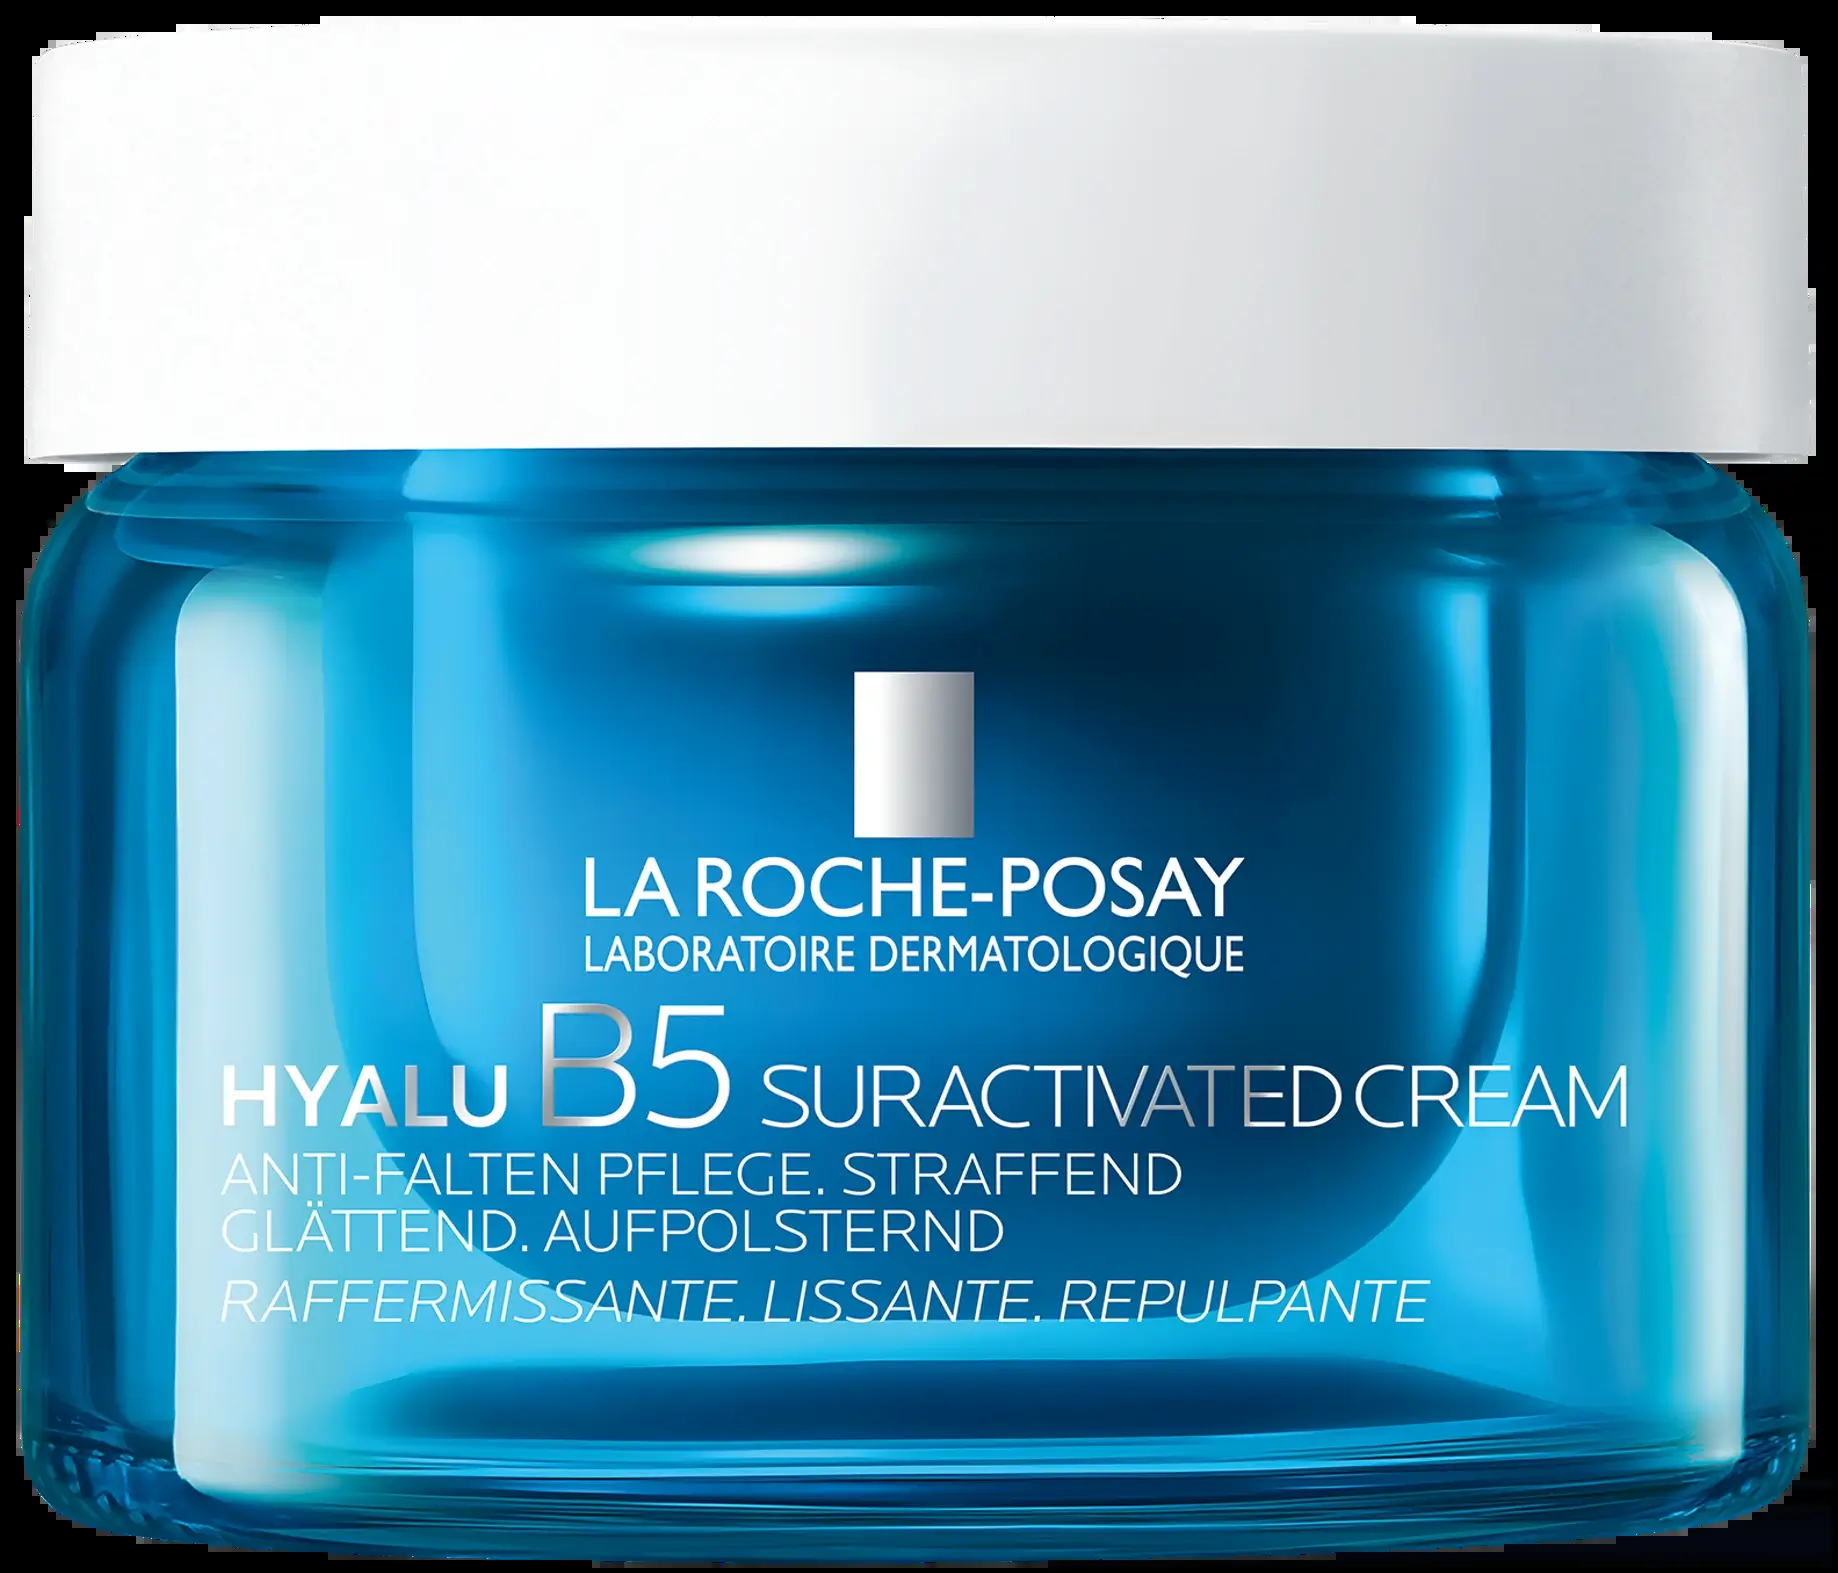 LA ROCHE-POSAY
LABORATOIRE DERMATOLOGIQUE
HYALU B5 SURACTIVATED CREAM
ANTI-FALTEN PFLEGE. STRAFFEND
GLÄTTEND. AUFPOLSTERND
RAFFERMISSANTE. LISSANTE. REPULPANTE